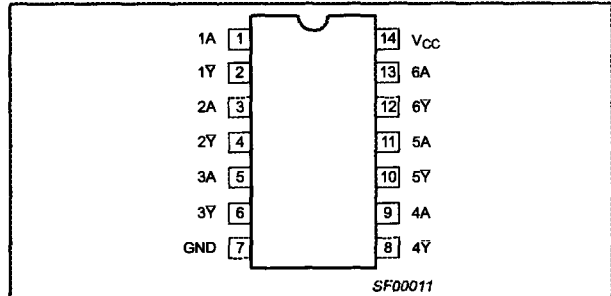 1A 1 14 VCC
1Y̅ 2 13 6A
2A 3 12 6Y̅
2Y̅ 4 11 5A
3A 5 10 5Y̅
3Y̅ 6 9 4A
GND 7 8 4Y̅
SF00011